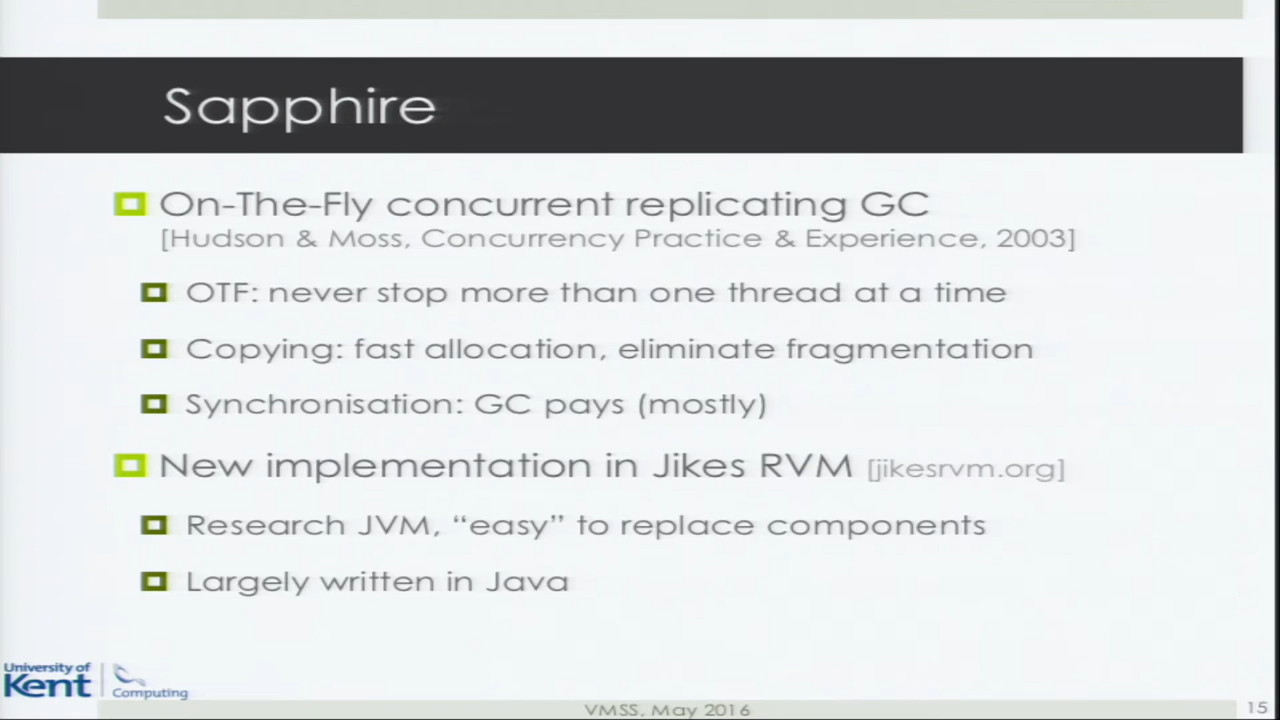 Sapphire
On-The-Fly concurrent replicating GC
[Hudson & Moss, Concurrency Practice & Experience, 2003]
OTF: never stop more than one thread at a time
Copying: fast allocation, eliminate fragmentation
Synchronisation: GC pays (mostly)
New implementation in Jikes RVM [jikesrvm.org]
Research JVM, “easy” to replace components
Largely written in Java
University of
Kent
Computing
VMSS, May 2016
15